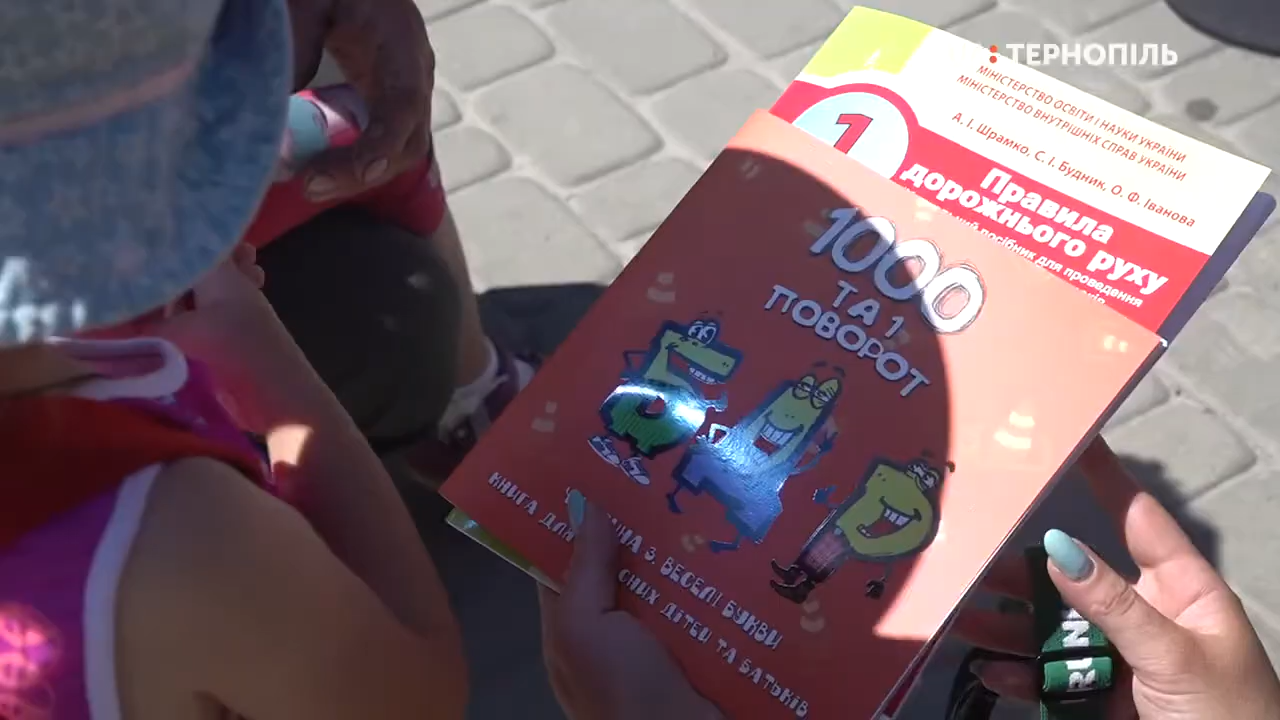 ТЕРНОПІЛЬ
МІНІСТЕРСТВО ОСВІТИ І НАУКИ УКРАЇНИ
МІНІСТЕРСТВО ВНУТРІШНІХ СПРАВ УКРАЇНИ
А. І. Шрамко, С. І. Будник, О. Ф. Іванова
1
Правила
дорожнього руху
посібник для проведення
1000
ТА 1
ПОВОРОТ
3. ВЕСЕЛІ БУКВИ
КНИГА ДЛЯ
ДІТЕЙ ТА БАТЬКІВ